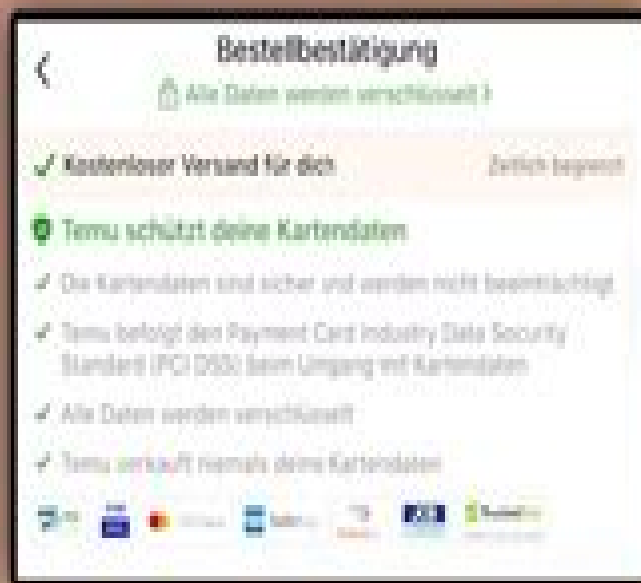 Bestellbestätigung
Alle Daten werden verschlüsselt
Kostenloser Versand für dich
Zeitlich begrenzt
Temu schützt deine Kartendaten
Die Kartendaten sind sicher und werden nicht beeinträchtigt
Temu befolgt den Payment Card Industry Data Security
Standard (PCI DSS) beim Umgang mit Kartendaten
Alle Daten werden verschlüsselt
Temu verkauft niemals deine Kartendaten